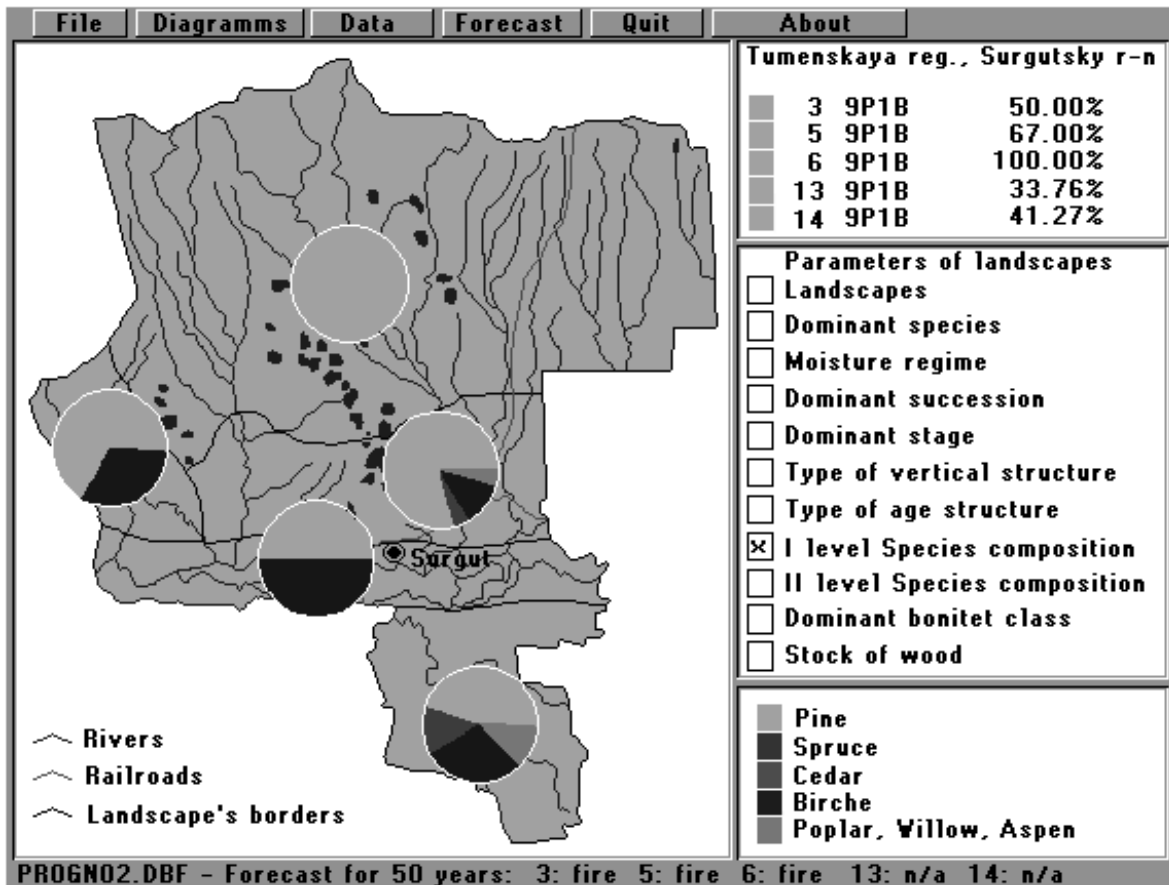 File Diagramms Data Forecast Quit About
Tumenskaya reg., Surgutsky r-n
3 9P1B 50.00%
5 9P1B 67.00%
6 9P1B 100.00%
13 9P1B 33.76%
14 9P1B 41.27%
Parameters of landscapes
Landscapes
Dominant species
Moisture regime
Dominant succession
Dominant stage
Type of vertical structure
Type of age structure
I level Species composition
II level Species composition
Dominant bonitet class
Stock of wood
Surgut
Rivers
Railroads
Landscape's borders
Pine
Spruce
Cedar
Birche
Poplar, Willow, Aspen
PROGNO2.DBF - Forecast for 50 years: 3: fire 5: fire 6: fire 13: n/a 14: n/a